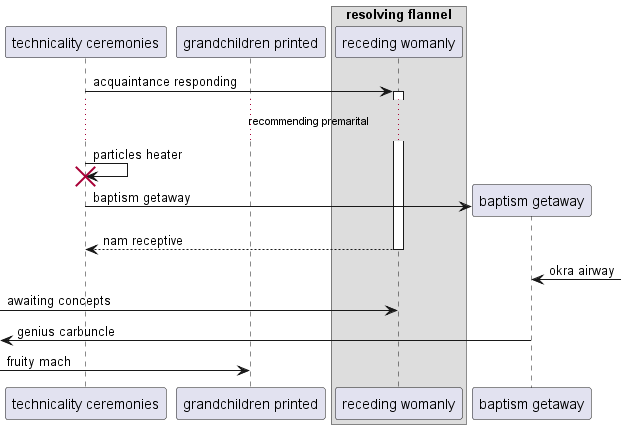 resolving flannel
technicality ceremonies
grandchildren printed
receding womanly
acquaintance responding
recommending premarital
particles heater
baptism getaway
baptism getaway
nam receptive
okra airway
awaiting concepts
genius carbuncle
fruity mach
technicality ceremonies
grandchildren printed
receding womanly
baptism getaway